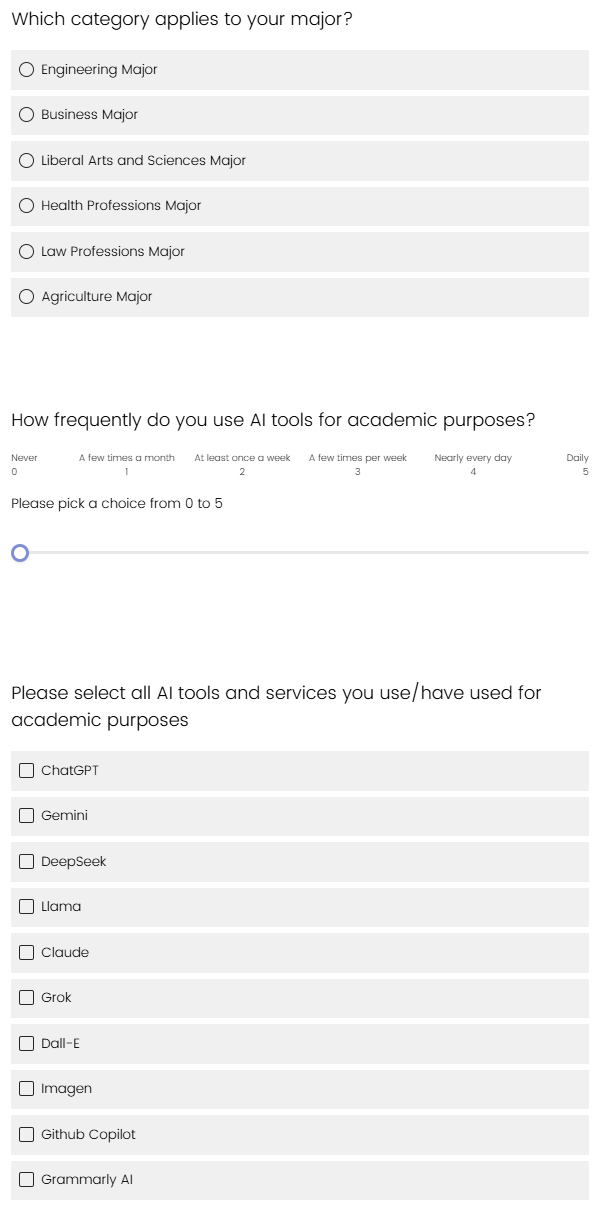 Which category applies to your major?
Engineering Major
Business Major
Liberal Arts and Sciences Major
Health Professions Major
Law Professions Major
Agriculture Major
How frequently do you use AI tools for academic purposes?
Never A few times a month At least once a week A few times per week Nearly every day Daily
0 1 2 3 4 5
Please pick a choice from 0 to 5
Please select all AI tools and services you use/have used for
academic purposes
ChatGPT
Gemini
DeepSeek
Llama
Claude
Grok
Dall-E
Imagen
Github Copilot
Grammarly AI